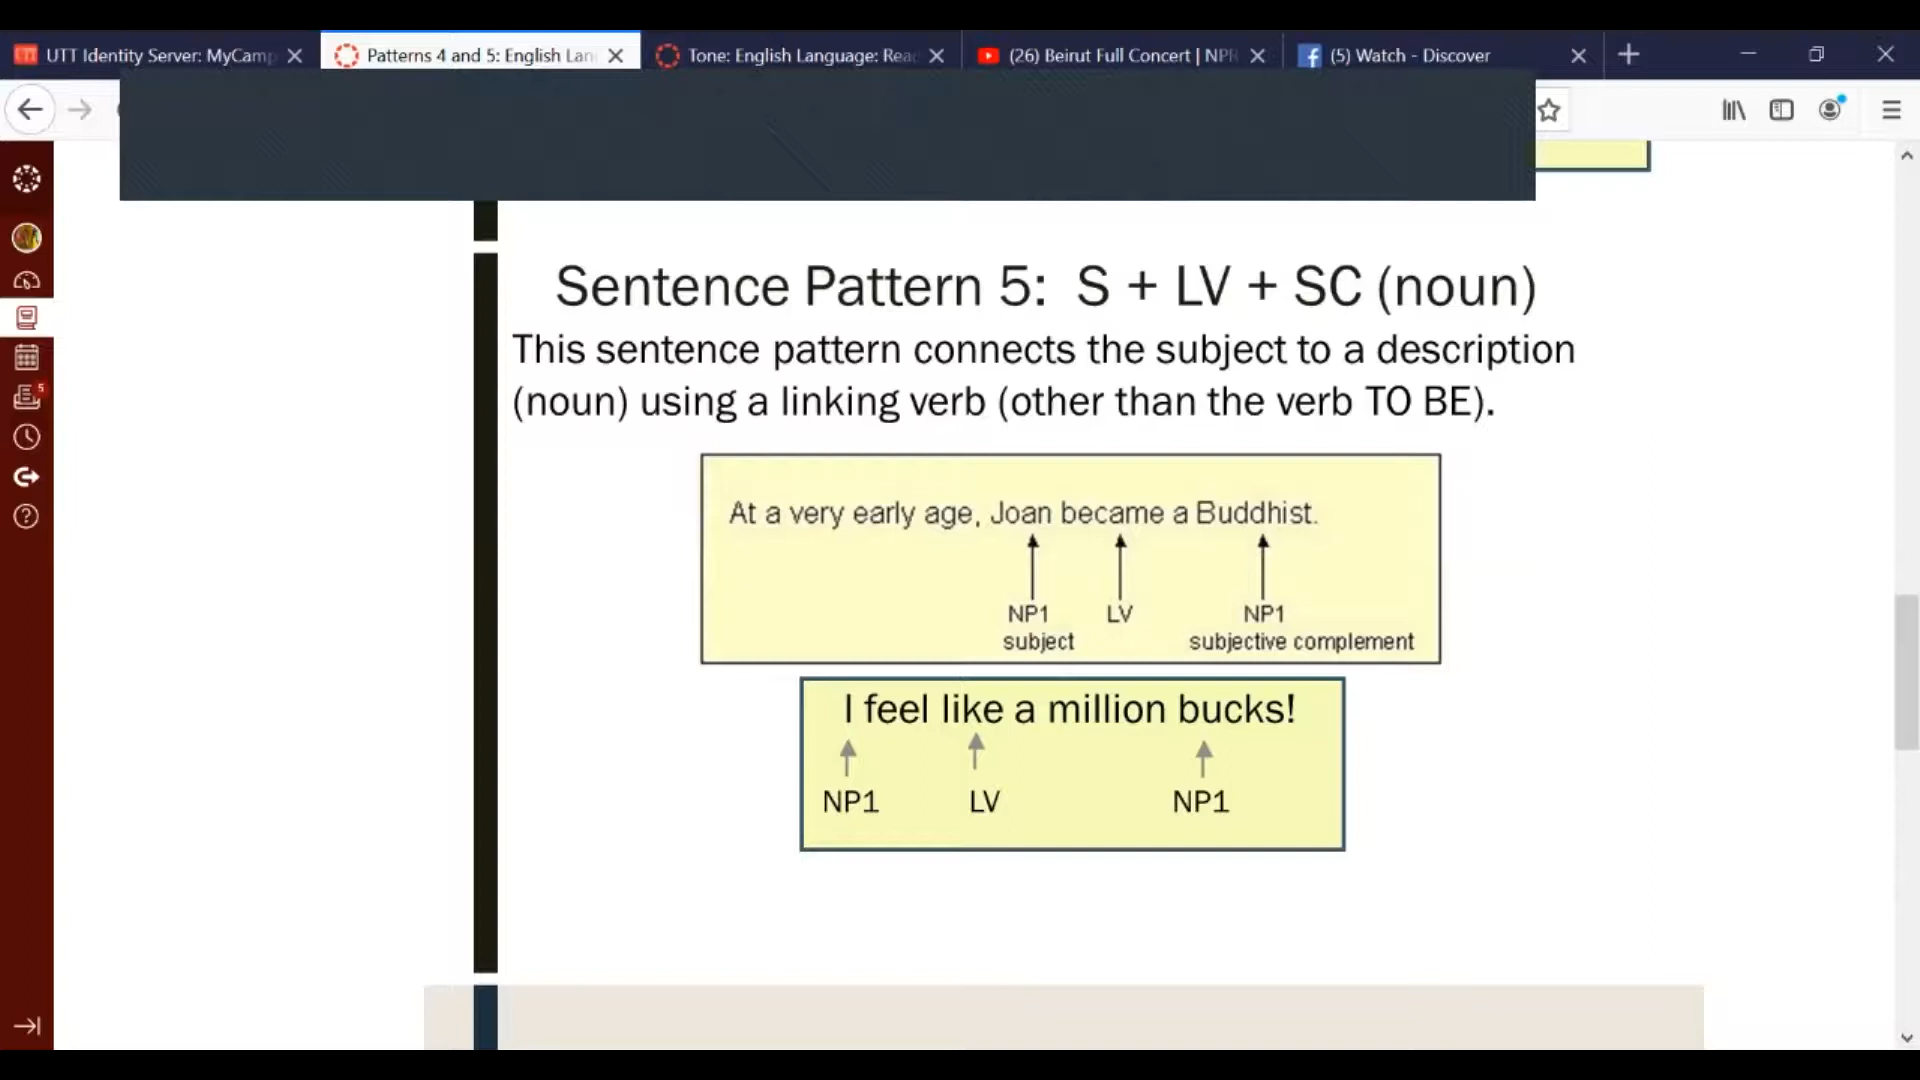 UTT Identity Server: MyCamp
Patterns 4 and 5: English Lan
Tone: English Language: Rea
(26) Beirut Full Concert | NPR
(5) Watch - Discover
5
Sentence Pattern 5: S + LV + SC (noun)
This sentence pattern connects the subject to a description
(noun) using a linking verb (other than the verb TO BE).
At a very early age, Joan became a Buddhist.
NP1 LV NP1
subject subjective complement
I feel like a million bucks!
NP1 LV NP1